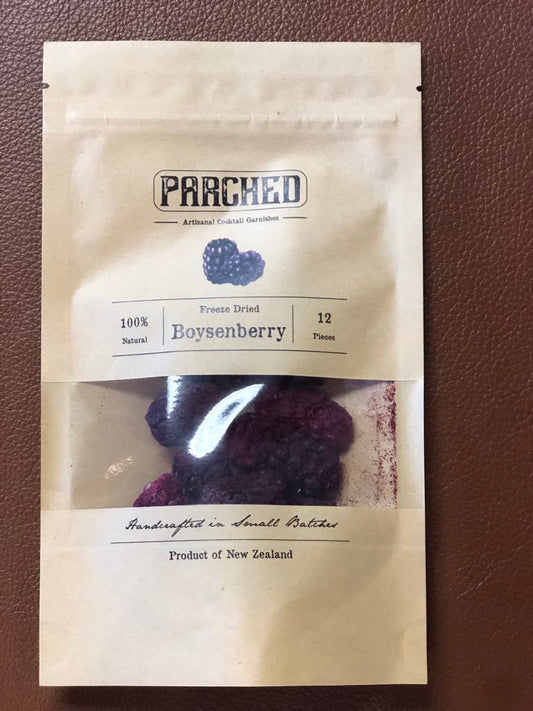 PARCHED
Artisanal Cocktail Garnishes
Freeze Dried
100% Natural
Boysenberry
12 Pieces
Handcrafted in Small Batches
Product of New Zealand